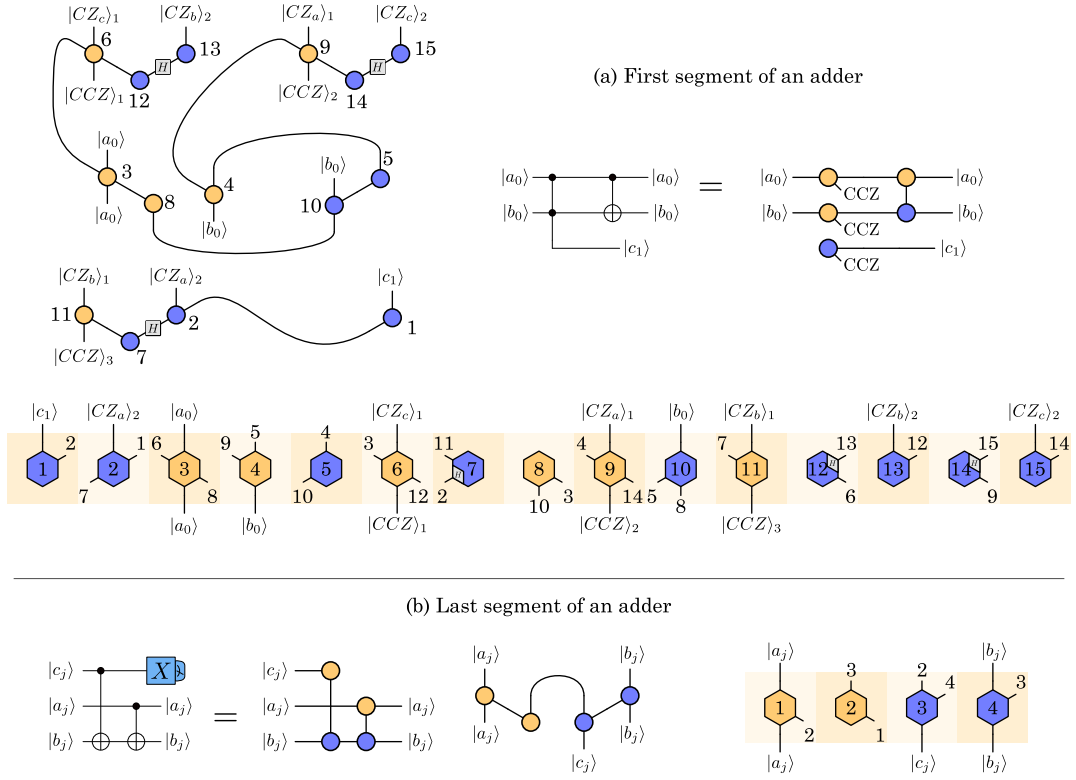 |CZ_c⟩_1 |CZ_b⟩_2 |CZ_a⟩_1 |CZ_c⟩_2
6 13 9 15
H H
|CCZ⟩_1 12 |CCZ⟩_2 14
(a) First segment of an adder
|a_0⟩ |b_0⟩ 5
3 4
8 10
|a_0⟩ |b_0⟩
|a_0⟩ |a_0⟩ = |a_0⟩ CCZ |a_0⟩
|b_0⟩ |b_0⟩ |b_0⟩ CCZ |b_0⟩
|c_1⟩ CCZ |c_1⟩
|CZ_b⟩_1 |CZ_a⟩_2 |c_1⟩
11 H 2 1
|CCZ⟩_3 7
|c_1⟩ |CZ_a⟩_2 |a_0⟩ |CZ_c⟩_1 |CZ_a⟩_1 |b_0⟩ |CZ_b⟩_1 |CZ_b⟩_2 |CZ_c⟩_2
2 1 6 9 5 4 3 11 4 7 13 12 15 14
1 2 3 4 5 6 H 7 8 9 10 11 12 H 13 14 H 15
7 8 10 12 2 10 3 14 5 8 6 9
|a_0⟩ |b_0⟩ |CCZ⟩_1 |CCZ⟩_2 |CCZ⟩_3
(b) Last segment of an adder
|c_j⟩ X = |c_j⟩
|a_j⟩ |a_j⟩ |a_j⟩ |a_j⟩
|b_j⟩ |b_j⟩ |b_j⟩ |b_j⟩
|a_j⟩ |b_j⟩
|a_j⟩ |b_j⟩
|c_j⟩
|a_j⟩ |b_j⟩
3 2 4 3
1 2 3 4
2 1
|a_j⟩ |c_j⟩ |b_j⟩